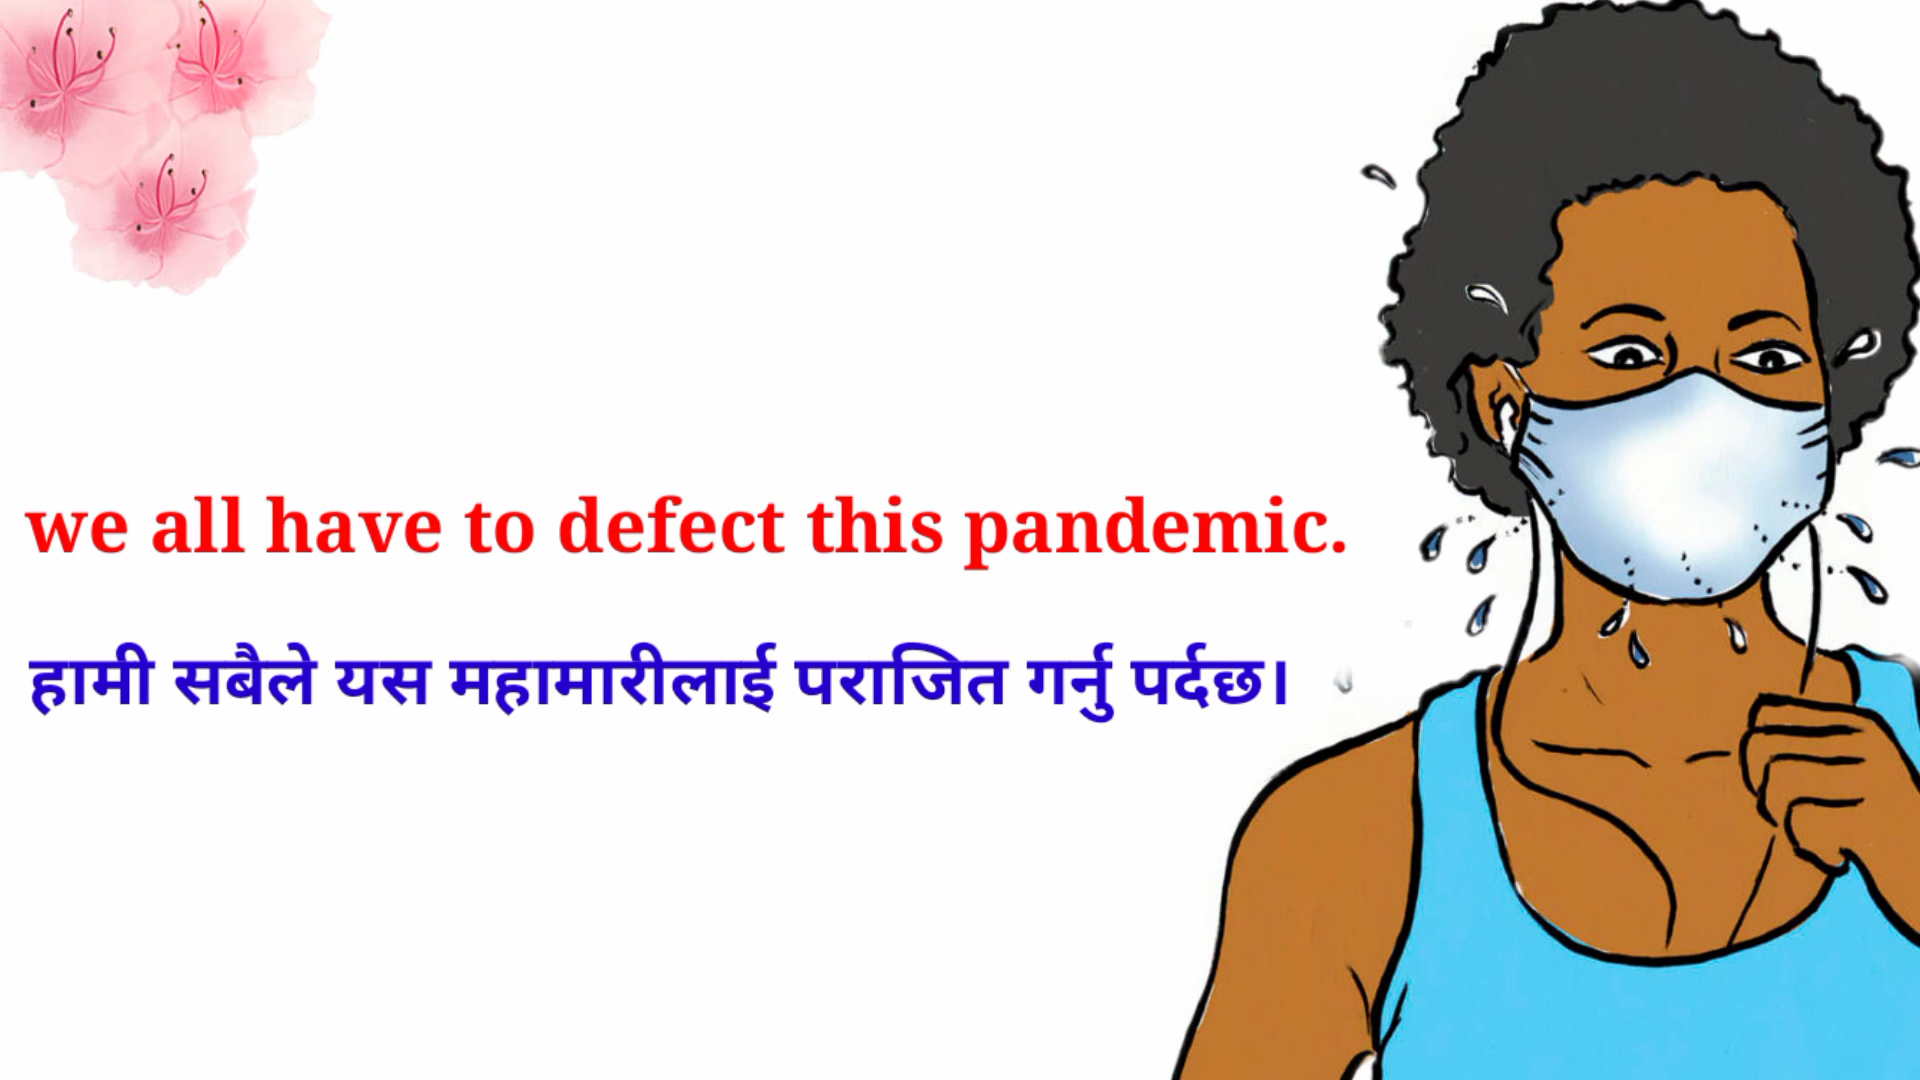 we all have to defect this pandemic.
हामी सबैले यस महामारीलाई पराजित गर्नु पर्दछ।